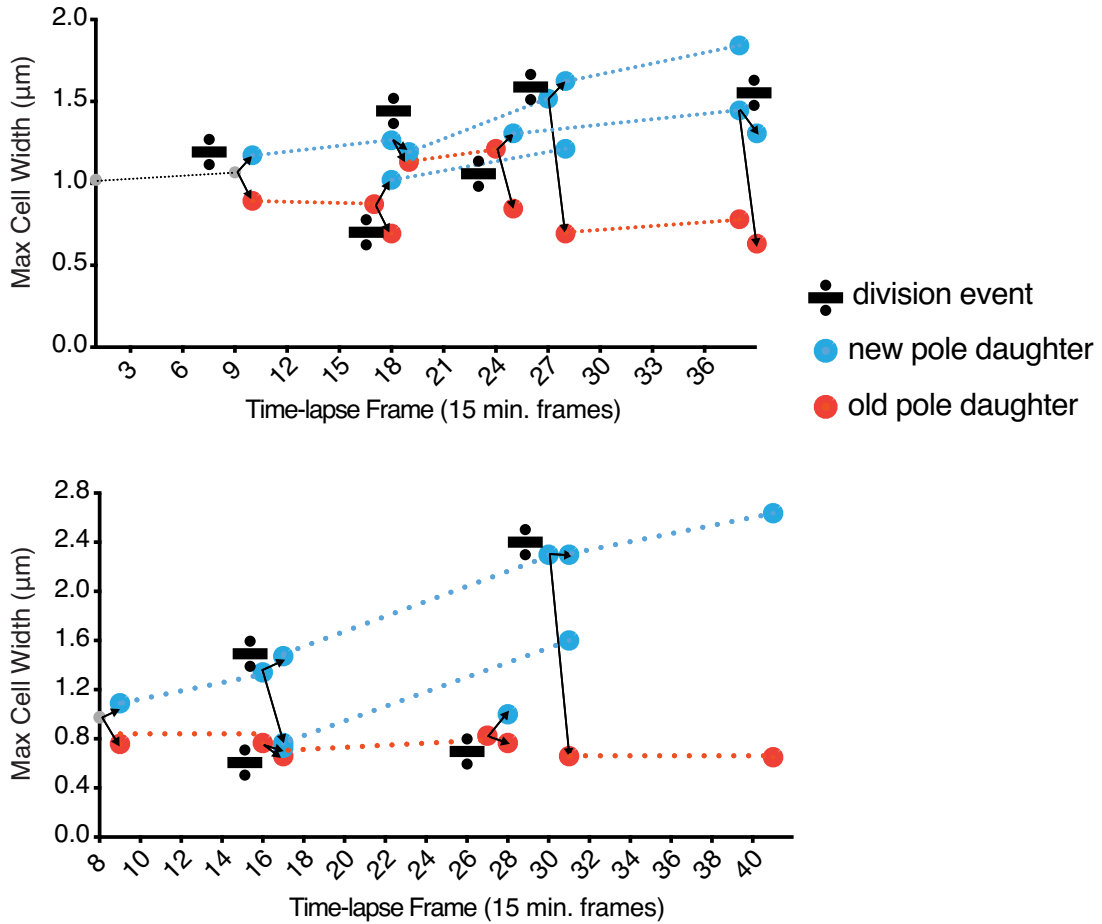 2.0
1.5
1.0
0.5
0.0
Max Cell Width (µm)
3 6 9 12 15 18 21 24 27 30 33 36
Time-lapse Frame (15 min. frames)
division event
new pole daughter
old pole daughter
2.8
2.4
2.0
1.6
1.2
0.8
0.4
0.0
Max Cell Width (µm)
8 10 12 14 16 18 20 22 24 26 28 30 32 34 36 38 40
Time-lapse Frame (15 min. frames)